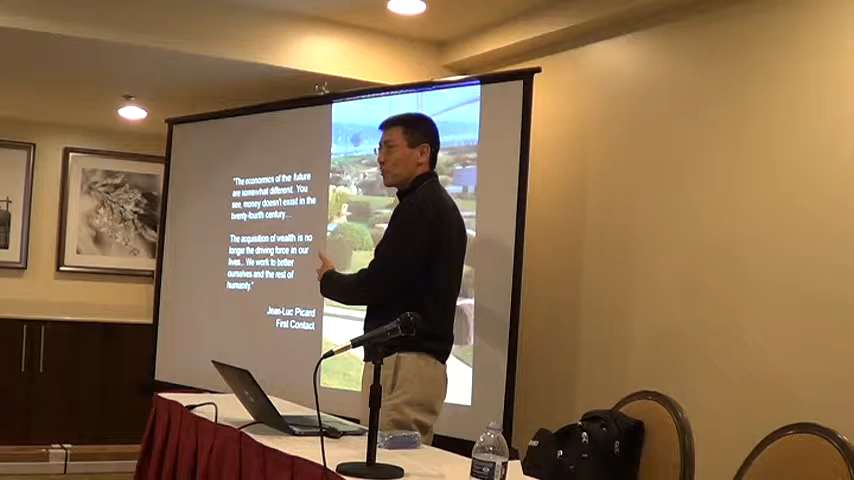 "The economics of the future
are somewhat different. You
see, money doesn't exist in the
twenty-fourth century...
The acquisition of wealth is no
longer the driving force in our
lives... We work to better
ourselves and the rest of
humanity."
Jean-Luc Picard
First Contact